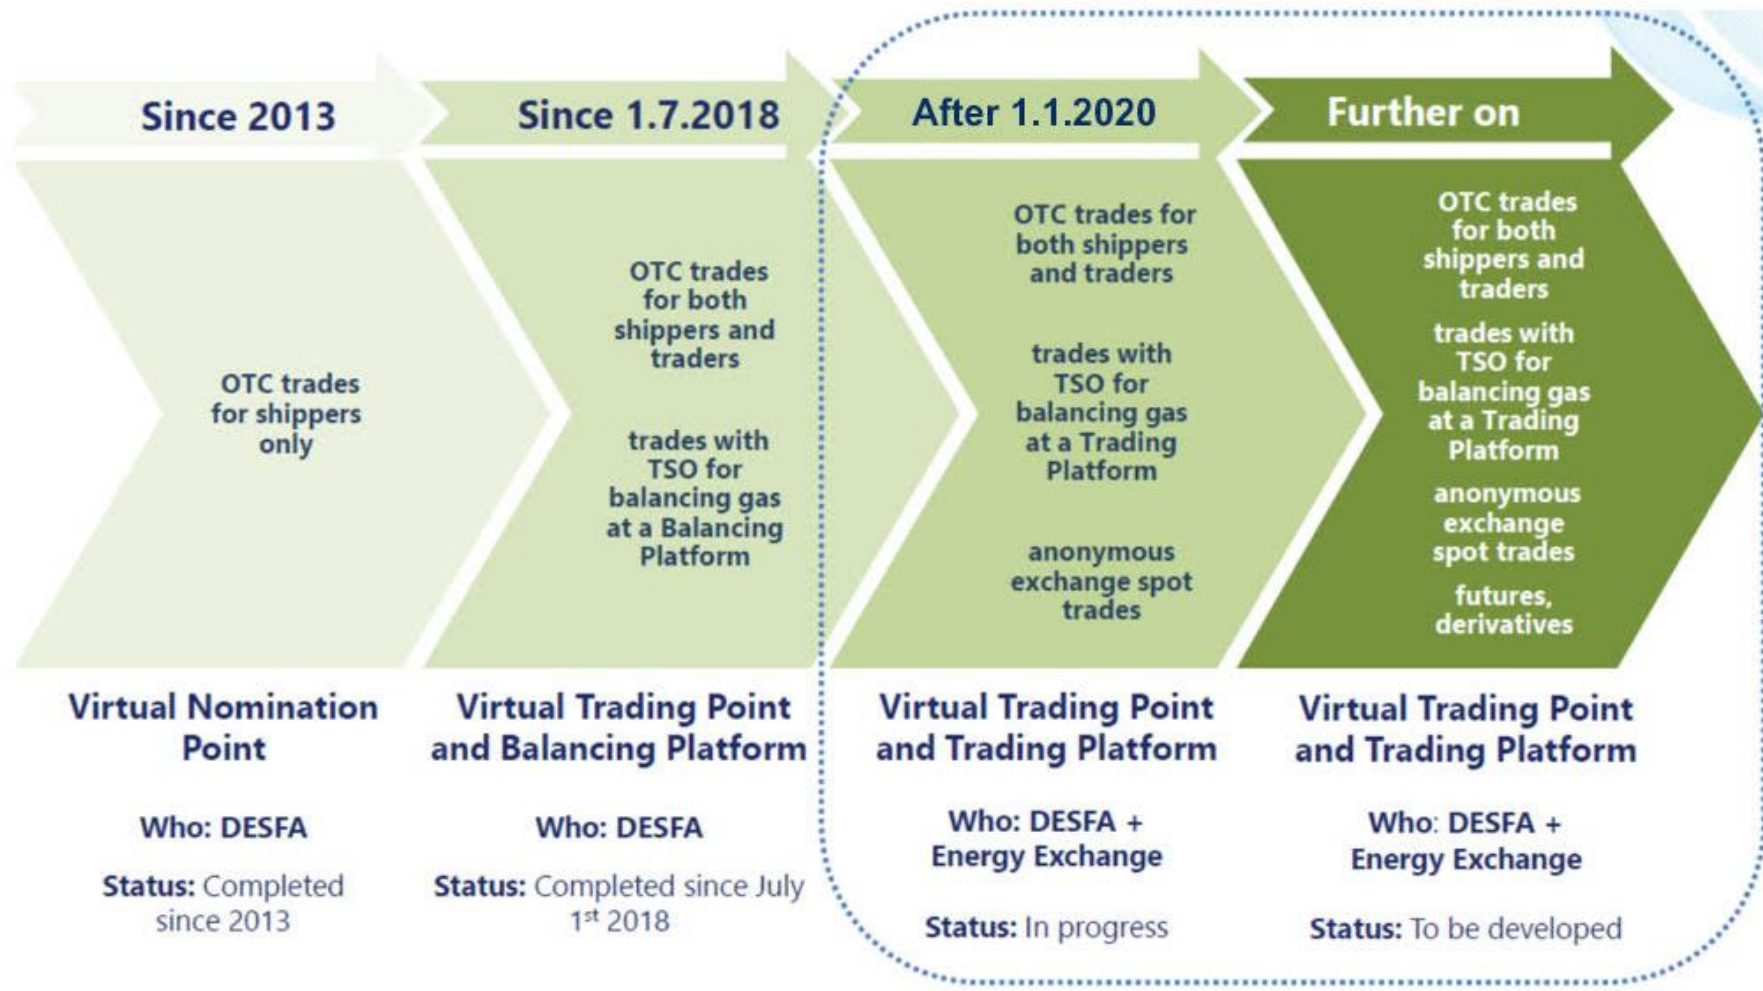 Since 2013
Since 1.7.2018
After 1.1.2020
Further on
OTC trades
for shippers
only
OTC trades
for both
shippers and
traders
trades with
TSO for
balancing gas
at a Balancing
Platform
OTC trades for
both shippers
and traders
trades with
TSO for
balancing gas
at a Trading
Platform
anonymous
exchange spot
trades
OTC trades
for both
shippers and
traders
trades with
TSO for
balancing gas
at a Trading
Platform
anonymous
exchange
spot trades
futures,
derivatives
Virtual Nomination
Point
Who: DESFA
Status: Completed
since 2013
Virtual Trading Point
and Balancing Platform
Who: DESFA
Status: Completed since July
1st 2018
Virtual Trading Point
and Trading Platform
Who: DESFA +
Energy Exchange
Status: In progress
Virtual Trading Point
and Trading Platform
Who: DESFA +
Energy Exchange
Status: To be developed